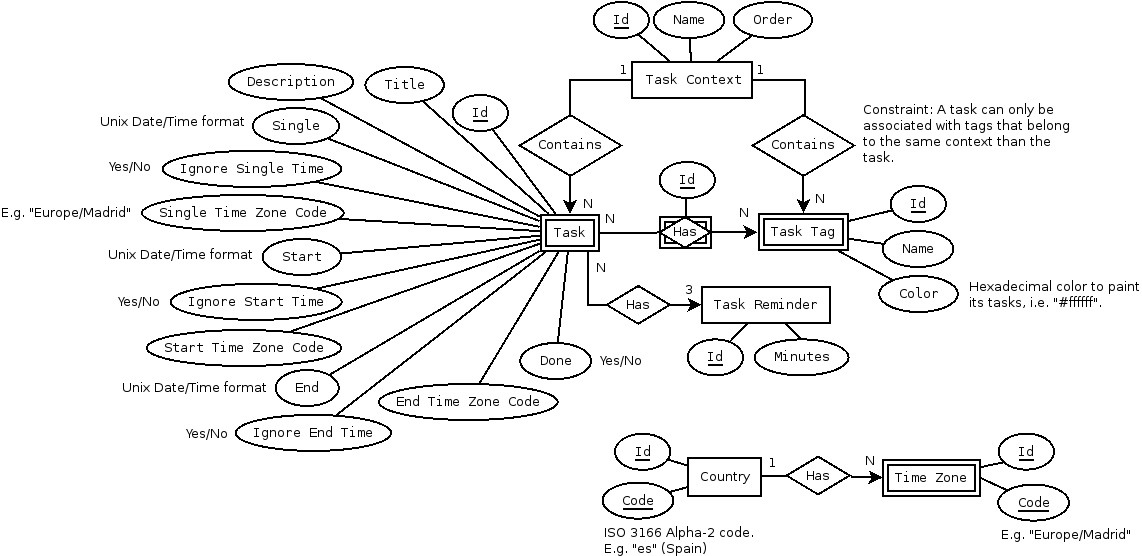 Id
Name
Order
1
Task Context
1
Description
Title
Id
Unix Date/Time format
Single
Constraint: A task can only be
associated with tags that belong
to the same context than the
task.
Contains
Contains
Yes/No
Ignore Single Time
Id
E.g. "Europe/Madrid"
Single Time Zone Code
N
N
N
N
Id
Task
Has
Task Tag
Name
Unix Date/Time format
Start
N
3
Color
Hexadecimal color to paint
its tasks, i.e. "#ffffff".
Yes/No
Ignore Start Time
Has
Task Reminder
Start Time Zone Code
Done
Yes/No
Id
Minutes
Unix Date/Time format
End
End Time Zone Code
Yes/No
Ignore End Time
Id
1
N
Id
Country
Has
Time Zone
Code
Code
ISO 3166 Alpha-2 code.
E.g. "es" (Spain)
E.g. "Europe/Madrid"